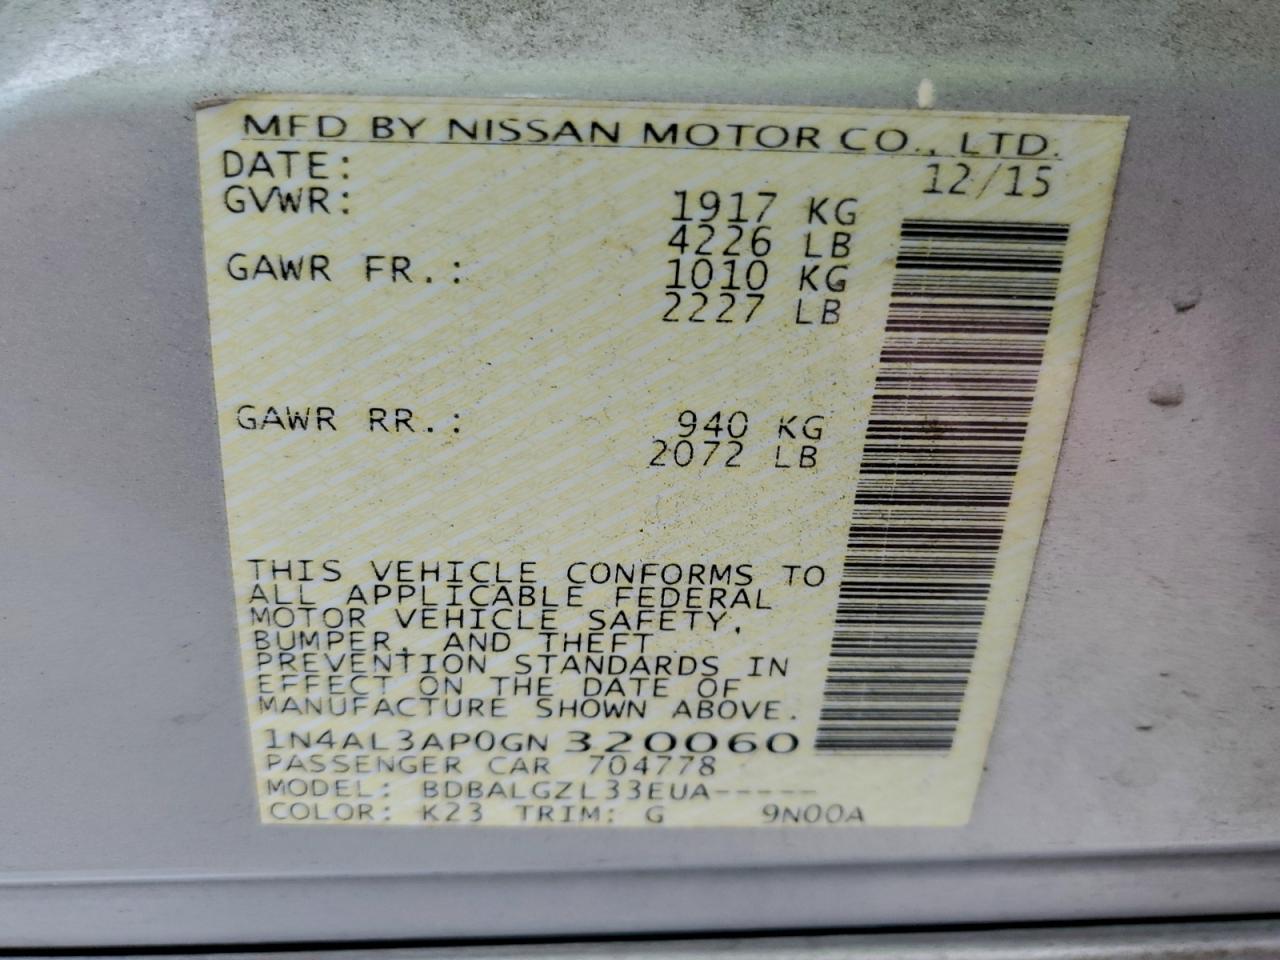 MFD BY NISSAN MOTOR CO., LTD.
DATE: 12/15
GVWR: 1917 KG
4226 LB
GAWR FR.: 1010 KG
2227 LB
GAWR RR.: 940 KG
2072 LB
THIS VEHICLE CONFORMS TO
ALL APPLICABLE FEDERAL
MOTOR VEHICLE SAFETY,
BUMPER, AND THEFT
PREVENTION STANDARDS IN
EFFECT ON THE DATE OF
MANUFACTURE SHOWN ABOVE.
1N4AL3AP0GN320060
PASSENGER CAR 704778
MODEL: BDBALGZL33EUA-----
COLOR: K23 TRIM: G 9N00A